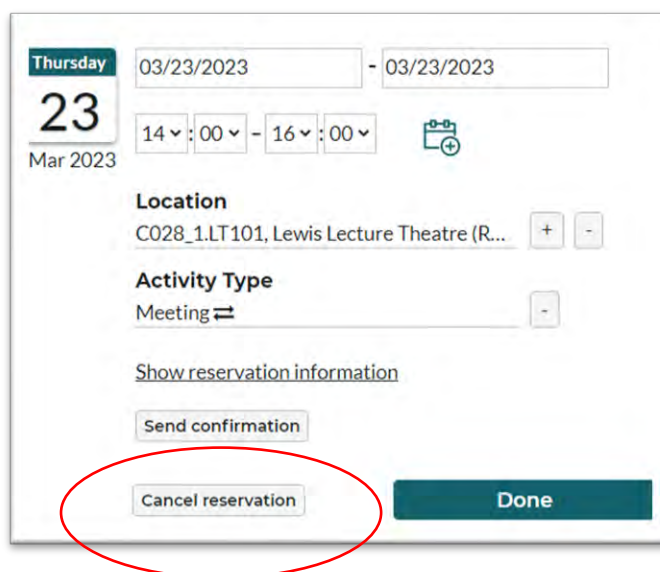 Thursday
23
Mar 2023
03/23/2023 - 03/23/2023
14 : 00 - 16 : 00
Location
C028_1.LT101, Lewis Lecture Theatre (R... + -
Activity Type
Meeting -
Show reservation information
Send confirmation
Cancel reservation Done